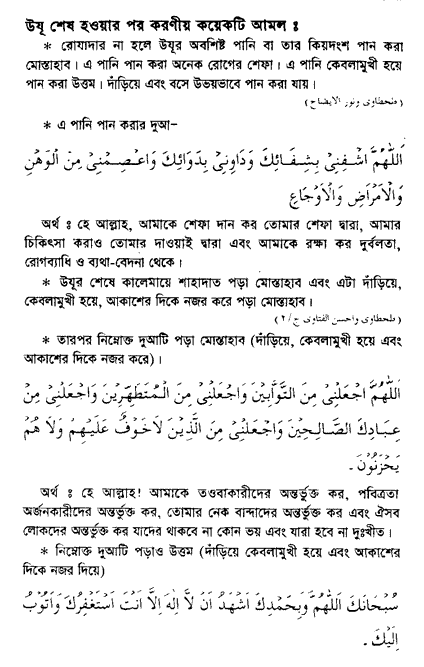 উযূ শেষ হওয়ার পর করণীয় কয়েকটি আমল ঃ
* রোযাদার না হলে উযূর অবশিষ্ট পানি বা তার কিয়দংশ পান করা
মোস্তাহাব। এ পানি পান করা অনেক রোগের শেফা। এ পানি কেবলামুখী হয়ে
পান করা উত্তম। দাঁড়িয়ে এবং বসে উভয়ভাবে পান করা যায়।
(طحطاوى ونور الايضاح)
* এ পানি পান করার দুআ–
اَللّٰهُمَّ اشْفِنِىْ بِشِفَائِكَ وَدَاوِنِىْ بِدَوَائِكَ وَاعْصِمْنِىْ مِنَ الْوَهْنِ
وَالْاَمْرَاضِ وَالْاَوْجَاعِ
অর্থ ঃ হে আল্লাহ, আমাকে শেফা দান কর তোমার শেফা দ্বারা, আমার
চিকিৎসা করাও তোমার দাওয়াই দ্বারা এবং আমাকে রক্ষা কর দুর্বলতা,
রোগব্যাধি ও ব্যথা-বেদনা থেকে।
* উযূর শেষে কালেমায়ে শাহাদাত পড়া মোস্তাহাব এবং এটা দাঁড়িয়ে,
কেবলামুখী হয়ে, আকাশের দিকে নজর করে পড়া মোস্তাহাব।
(طحطاوى واحسن الفتاوى ج/٢)
* তারপর নিম্নোক্ত দুআটি পড়া মোস্তাহাব (দাঁড়িয়ে, কেবলামুখী হয়ে এবং
আকাশের দিকে নজর করে)।
اَللّٰهُمَّ اجْعَلْنِىْ مِنَ التَّوَّابِيْنَ وَاجْعَلْنِىْ مِنَ الْمُتَطَهِّرِيْنَ وَاجْعَلْنِىْ مِنْ
عِبَادِكَ الصَّالِحِيْنَ وَاجْعَلْنِىْ مِنَ الَّذِيْنَ لَاخَوْفٌ عَلَيْهِمْ وَلَا هُمْ
يَحْزَنُوْنَ ۔
অর্থ ঃ হে আল্লাহ! আমাকে তওবাকারীদের অন্তর্ভুক্ত কর, পবিত্রতা
অর্জনকারীদের অন্তর্ভুক্ত কর, তোমার নেক বান্দাদের অন্তর্ভুক্ত কর এবং ঐসব
লোকদের অন্তর্ভুক্ত কর যাদের থাকবে না কোন ভয় এবং যারা হবে না দুঃখীত।
* নিম্নোক্ত দুআটি পড়াও উত্তম (দাঁড়িয়ে কেবলামুখী হয়ে এবং আকাশের
দিকে নজর দিয়ে)
سُبْحَانَكَ اللّٰهُمَّ وَبِحَمْدِكَ اَشْهَدُ اَنْ لَّا اِلٰهَ اِلَّا اَنْتَ اَسْتَغْفِرُكَ وَاَتُوْبُ
اِلَيْكَ ۔